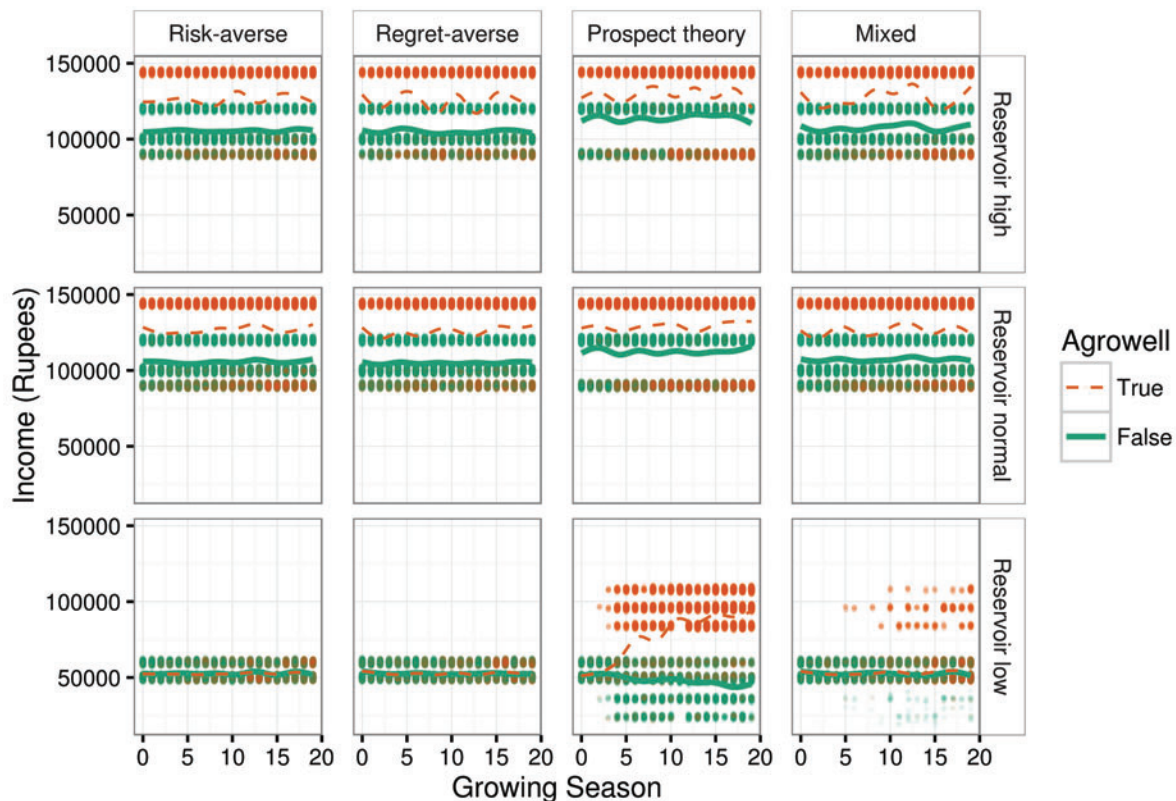 Risk-averse
Regret-averse
Prospect theory
Mixed
150000
100000
50000
Reservoir high
150000
100000
50000
Reservoir normal
150000
100000
50000
Reservoir low
Income (Rupees)
0 5 10 15 20
0 5 10 15 20
0 5 10 15 20
0 5 10 15 20
Growing Season
Agrowell
True
False